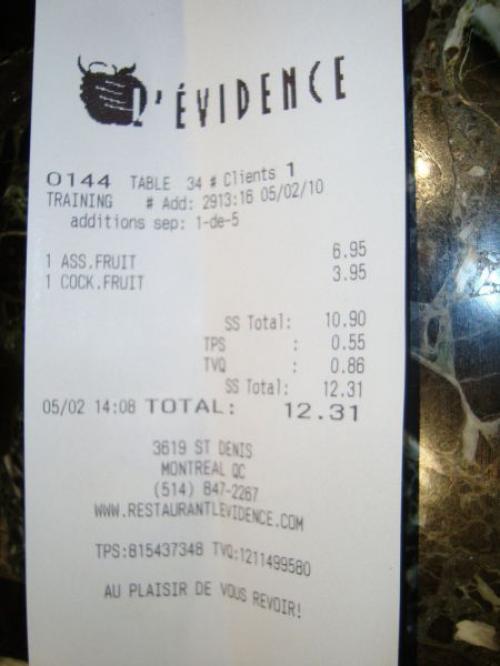 L'ÉVIDENCE
0144 TABLE 34 # Clients 1
TRAINING # Add: 2913:16 05/02/10
additions sep: 1-de-5
1 ASS.FRUIT 6.95
1 COCK.FRUIT 3.95
SS Total: 10.90
TPS : 0.55
TVQ : 0.86
SS Total: 12.31
05/02 14:08 TOTAL: 12.31
3619 ST DENIS
MONTREAL QC
(514) 847-2267
WWW.RESTAURANTLEVIDENCE.COM
TPS:815437348 TVQ:1211499580
AU PLAISIR DE VOUS REVOIR!